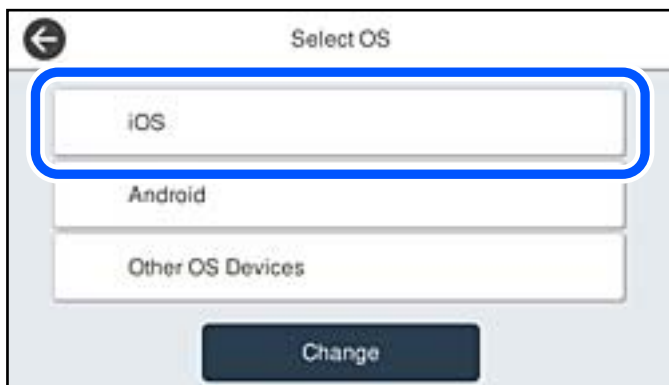 Select OS
iOS
Android
Other OS Devices
Change